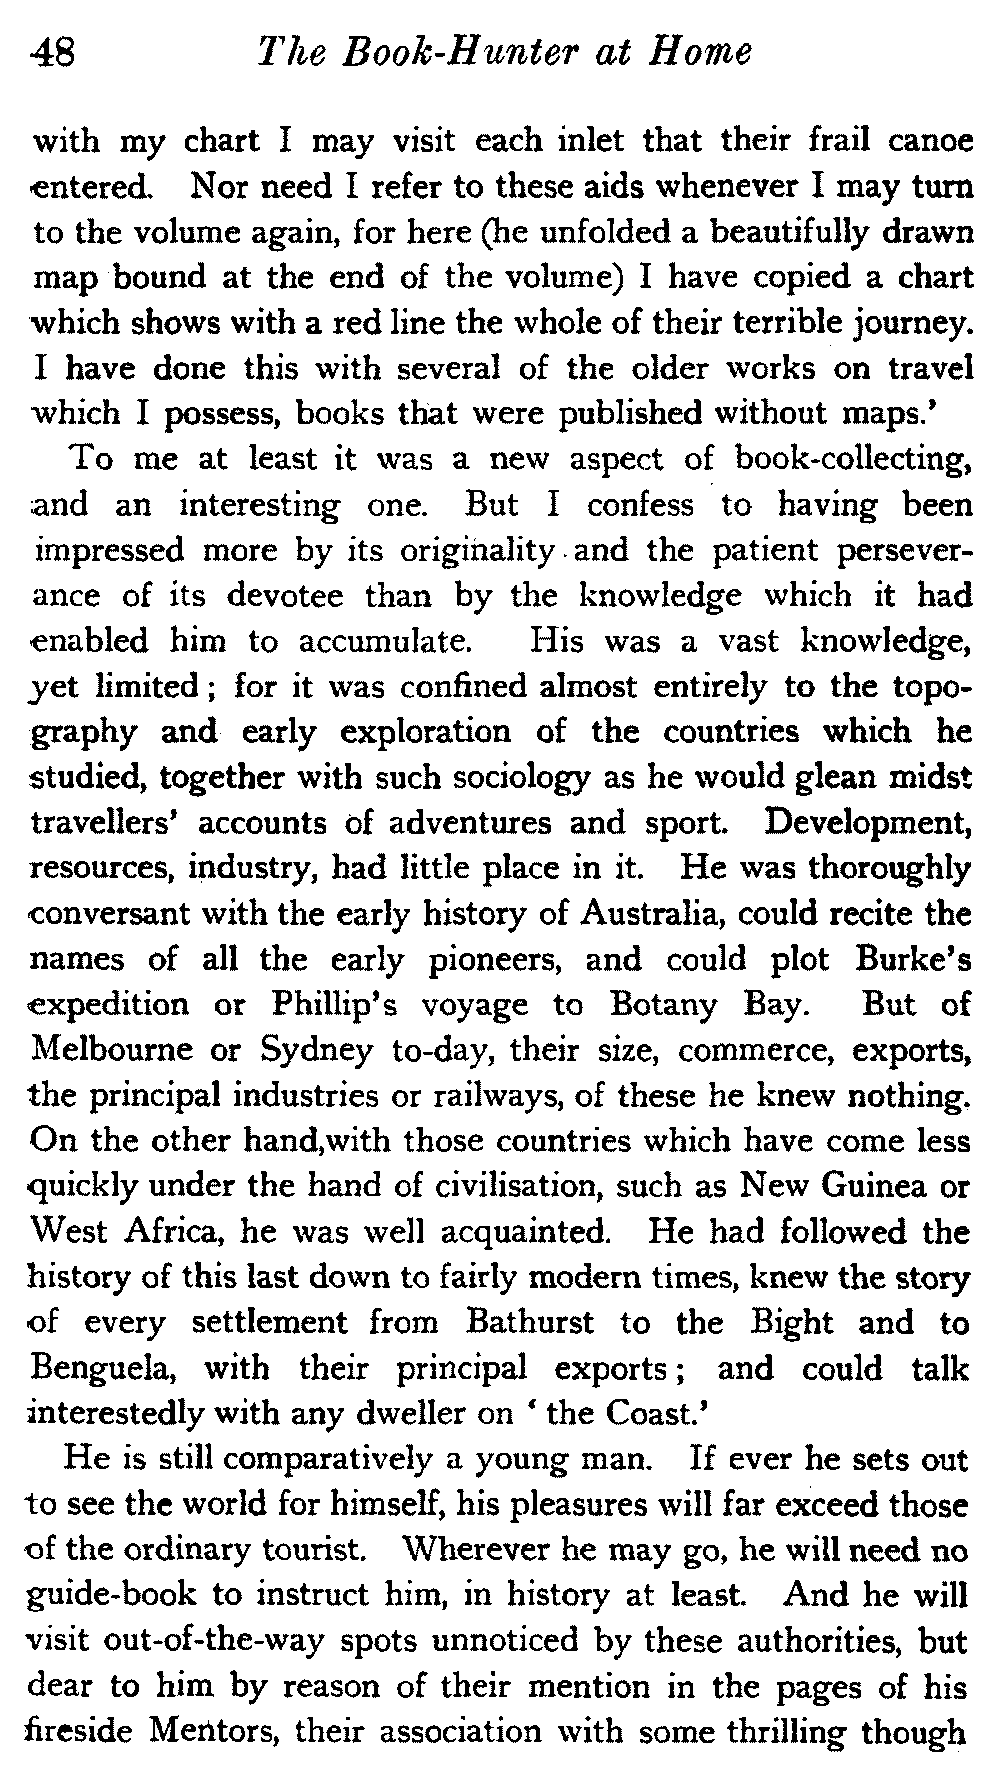 48 The Book-Hunter at Home
with my chart I may visit each inlet that their frail canoe
entered. Nor need I refer to these aids whenever I may turn
to the volume again, for here (he unfolded a beautifully drawn
map bound at the end of the volume) I have copied a chart
which shows with a red line the whole of their terrible journey.
I have done this with several of the older works on travel
which I possess, books that were published without maps.’
To me at least it was a new aspect of book-collecting,
and an interesting one. But I confess to having been
impressed more by its originality and the patient persever-
ance of its devotee than by the knowledge which it had
enabled him to accumulate. His was a vast knowledge,
yet limited ; for it was confined almost entirely to the topo-
graphy and early exploration of the countries which he
studied, together with such sociology as he would glean midst
travellers’ accounts of adventures and sport. Development,
resources, industry, had little place in it. He was thoroughly
conversant with the early history of Australia, could recite the
names of all the early pioneers, and could plot Burke’s
expedition or Phillip’s voyage to Botany Bay. But of
Melbourne or Sydney to-day, their size, commerce, exports,
the principal industries or railways, of these he knew nothing.
On the other hand,with those countries which have come less
quickly under the hand of civilisation, such as New Guinea or
West Africa, he was well acquainted. He had followed the
history of this last down to fairly modern times, knew the story
of every settlement from Bathurst to the Bight and to
Benguela, with their principal exports ; and could talk
interestedly with any dweller on ‘ the Coast.’
He is still comparatively a young man. If ever he sets out
to see the world for himself, his pleasures will far exceed those
of the ordinary tourist. Wherever he may go, he will need no
guide-book to instruct him, in history at least. And he will
visit out-of-the-way spots unnoticed by these authorities, but
dear to him by reason of their mention in the pages of his
fireside Mentors, their association with some thrilling though